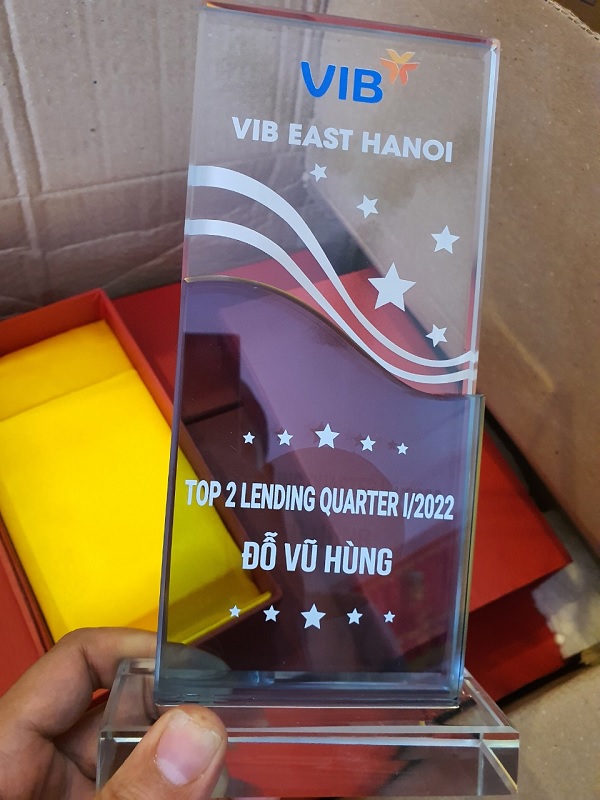 VIB
VIB EAST HANOI
TOP 2 LENDING QUARTER I/2022
ĐỖ VŨ HÙNG